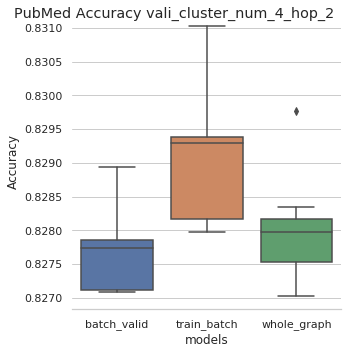 PubMed Accuracy vali_cluster_num_4_hop_2
0.8310
0.8305
0.8300
0.8295
0.8290
0.8285
0.8280
0.8275
0.8270
Accuracy
batch_valid train_batch whole_graph
models